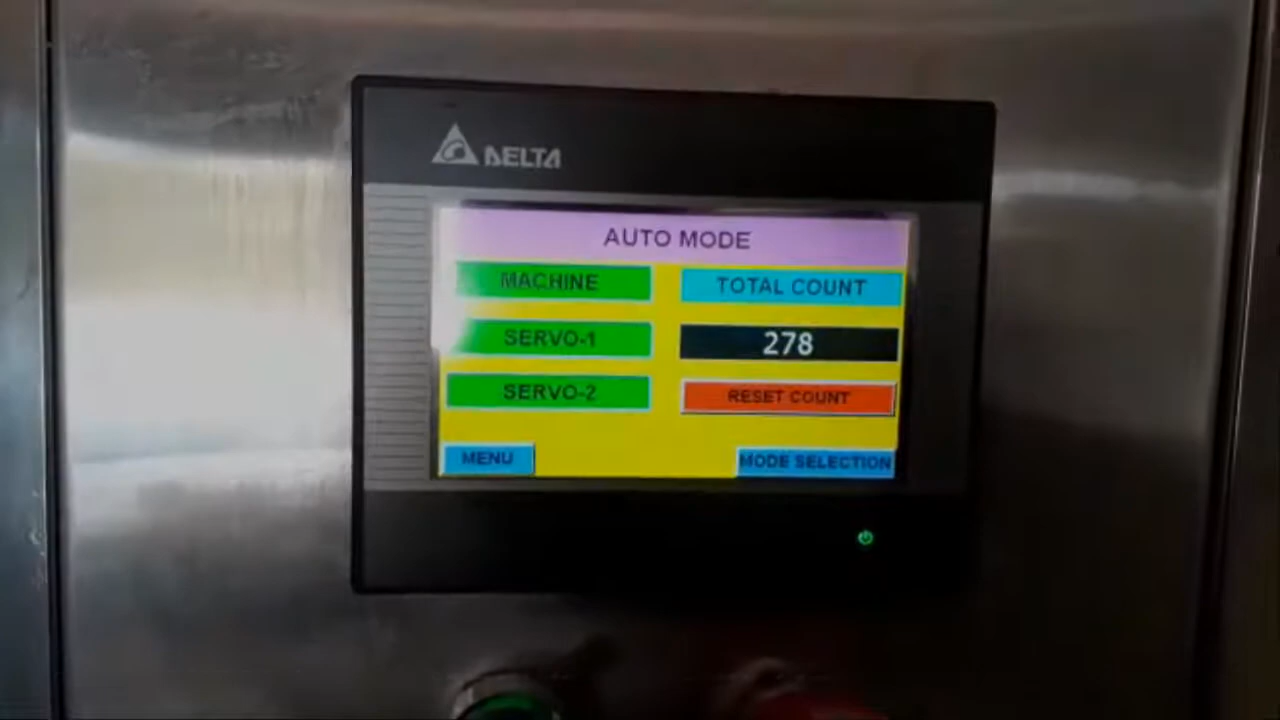 DELTA
AUTO MODE
MACHINE
TOTAL COUNT
SERVO-1
278
SERVO-2
RESET COUNT
MENU
MODE SELECTION